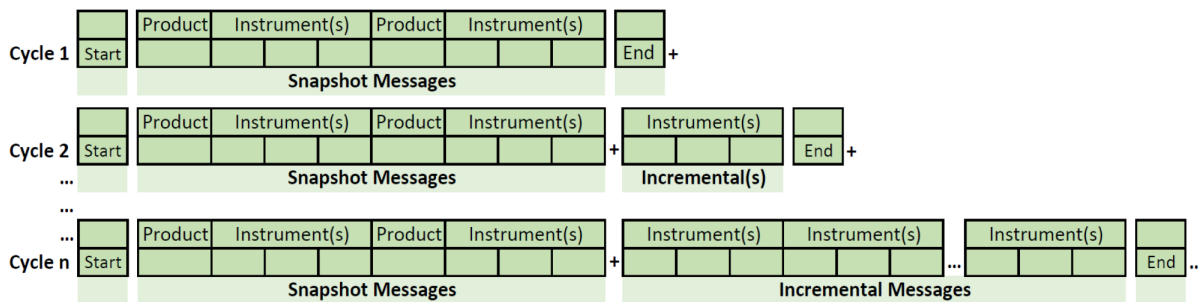 Product Instrument(s) Product Instrument(s)
Cycle 1 Start End +
Snapshot Messages
Product Instrument(s) Product Instrument(s) Instrument(s)
Cycle 2 Start + End +
... Snapshot Messages Incremental(s)
...
... Product Instrument(s) Product Instrument(s) Instrument(s) Instrument(s) Instrument(s)
Cycle n Start + ... End ..
Snapshot Messages Incremental Messages